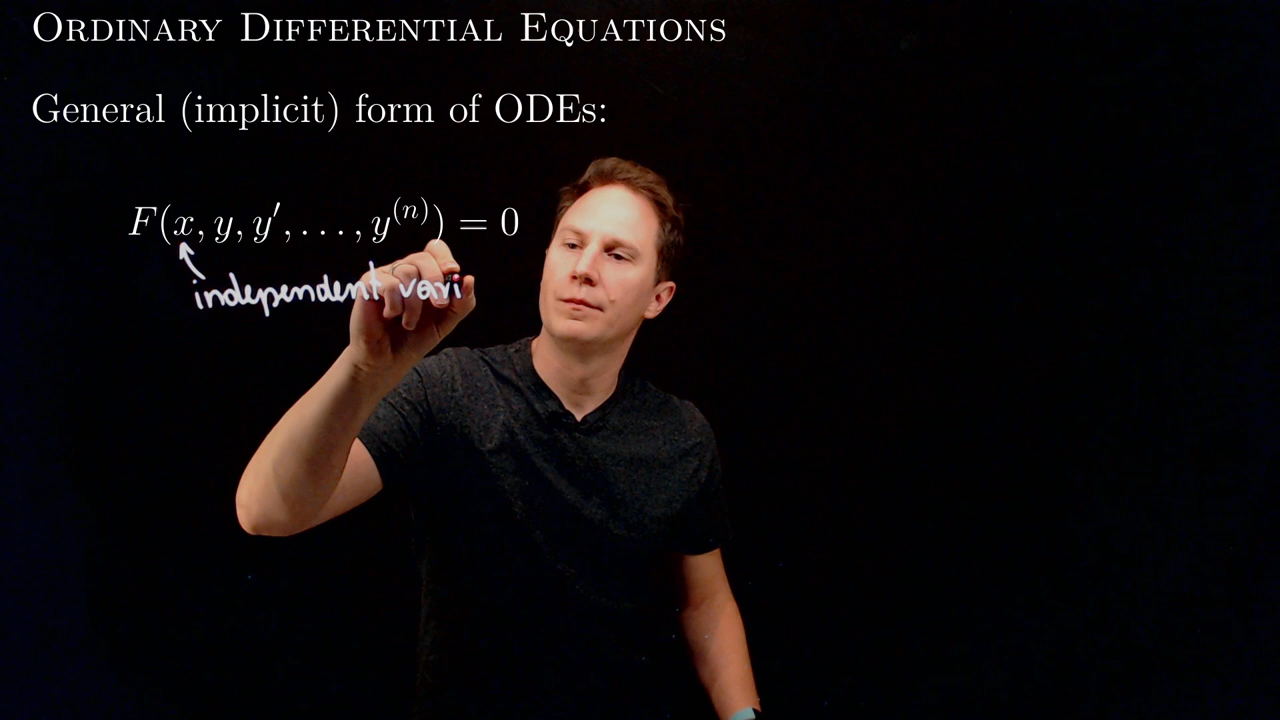 Ordinary Differential Equations
General (implicit) form of ODEs:
F(x, y, y′, . . . , y⁽ⁿ⁾) = 0
independent vari